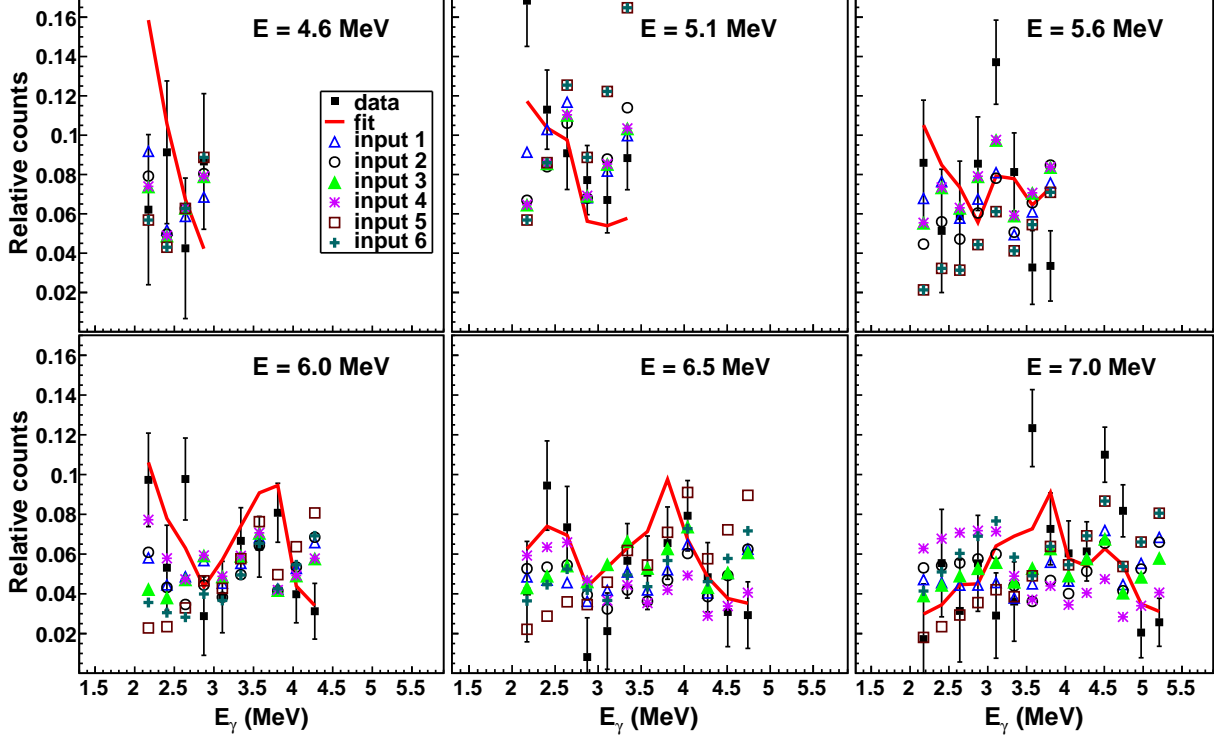 0.16
0.14
0.12
0.1
0.08
0.06
0.04
0.02
Relative counts
E = 4.6 MeV
data
fit
input 1
input 2
input 3
input 4
input 5
input 6
E = 5.1 MeV
E = 5.6 MeV
0.16
0.14
0.12
0.1
0.08
0.06
0.04
0.02
Relative counts
E = 6.0 MeV
E = 6.5 MeV
E = 7.0 MeV
1.5 2 2.5 3 3.5 4 4.5 5 5.5
1.5 2 2.5 3 3.5 4 4.5 5 5.5
1.5 2 2.5 3 3.5 4 4.5 5 5.5
Eγ (MeV)
Eγ (MeV)
Eγ (MeV)